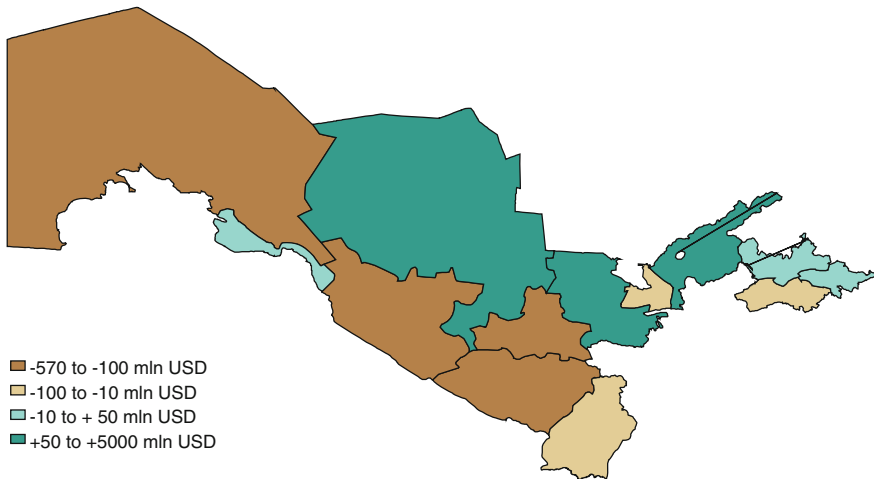 -570 to -100 mln USD
-100 to -10 mln USD
-10 to + 50 mln USD
+50 to +5000 mln USD